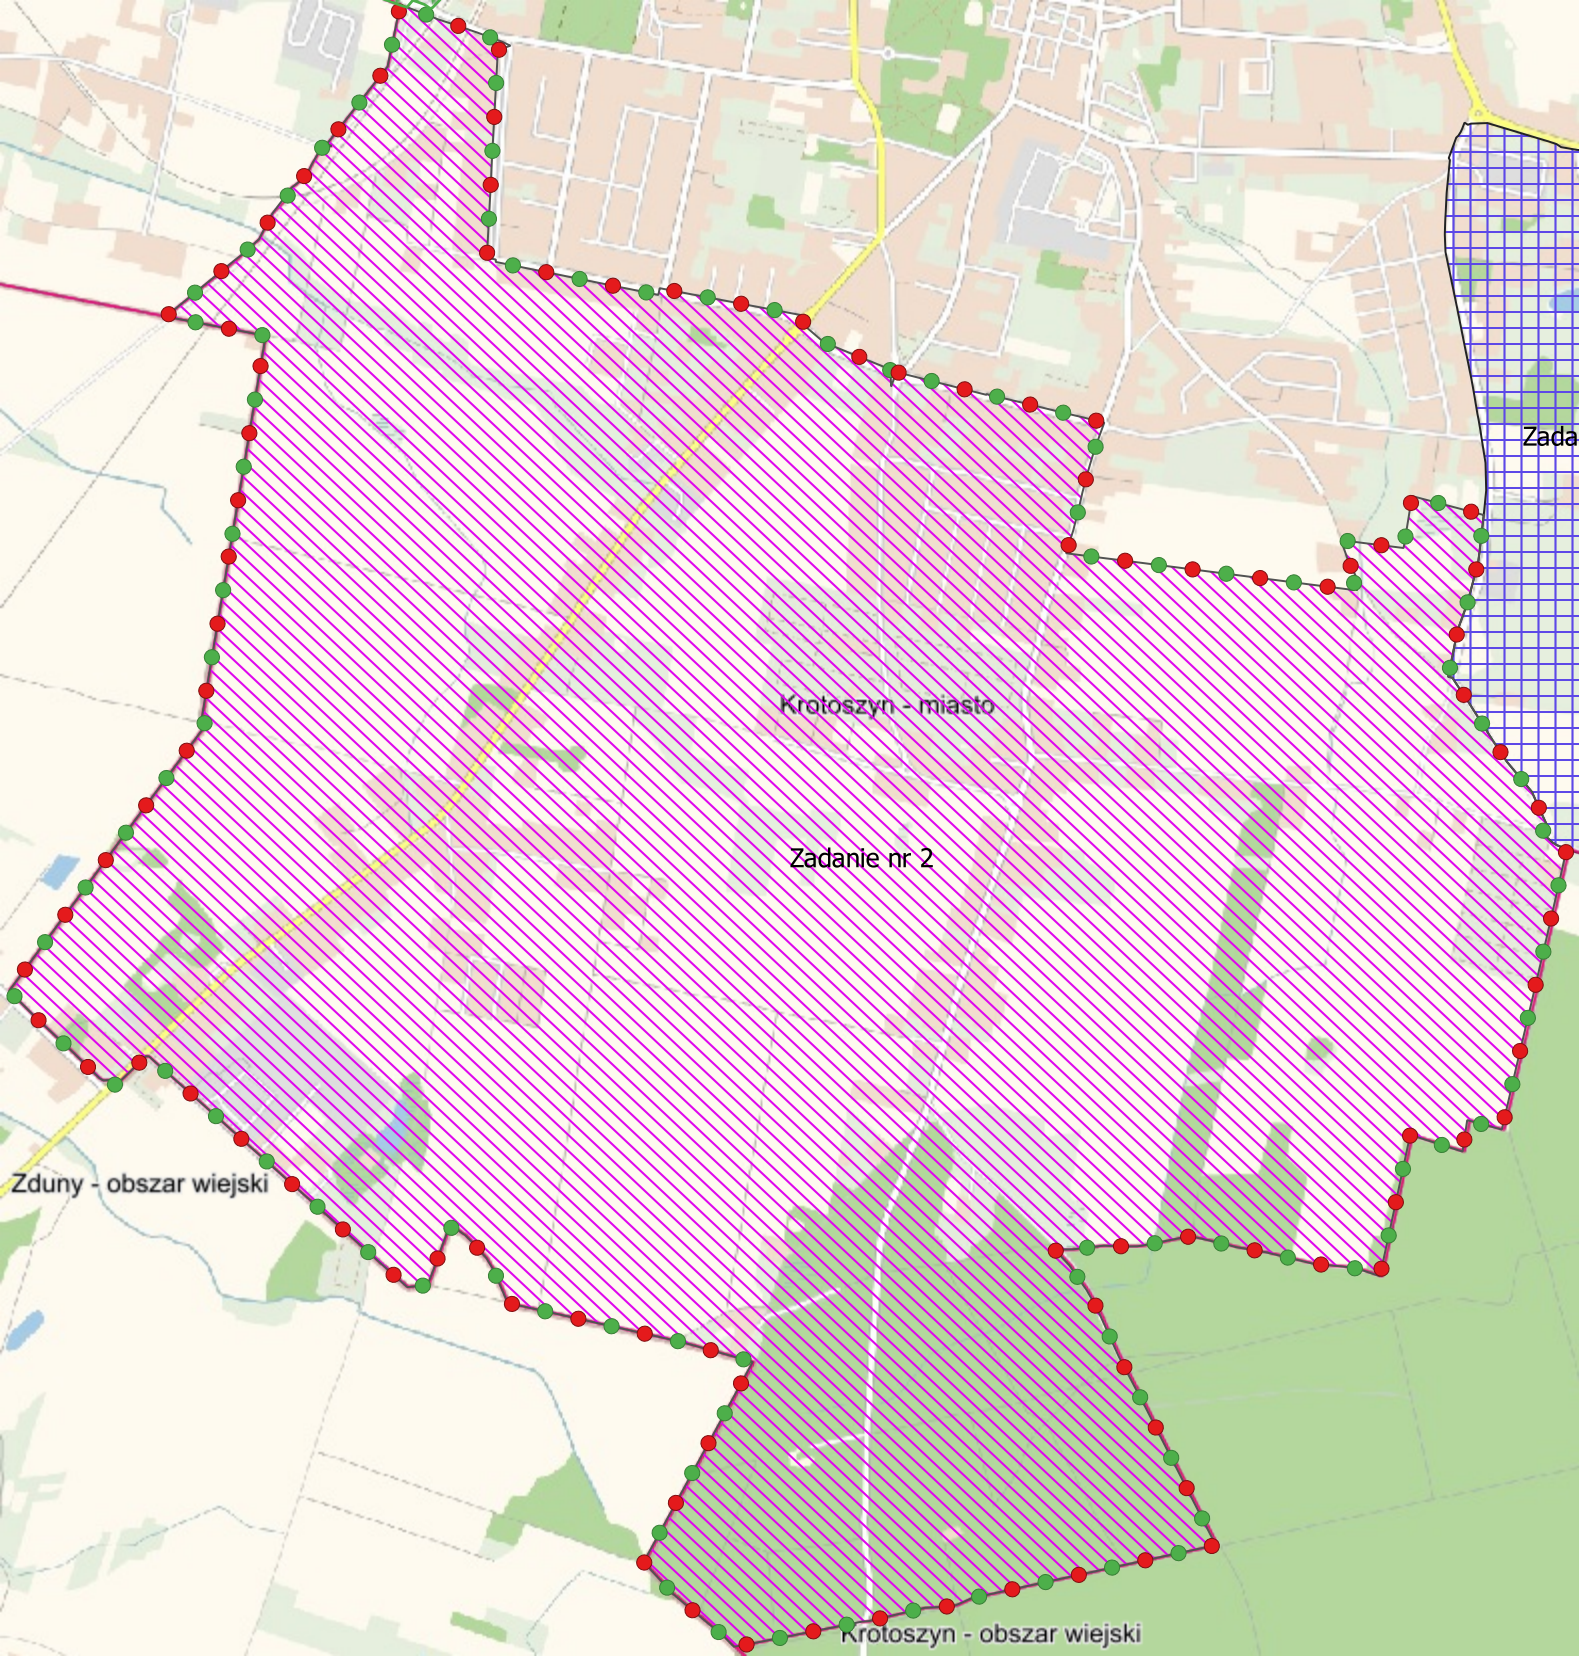 Zada
Krotoszyn - miasto
Zadanie nr 2
Zduny - obszar wiejski
Krotoszyn - obszar wiejski